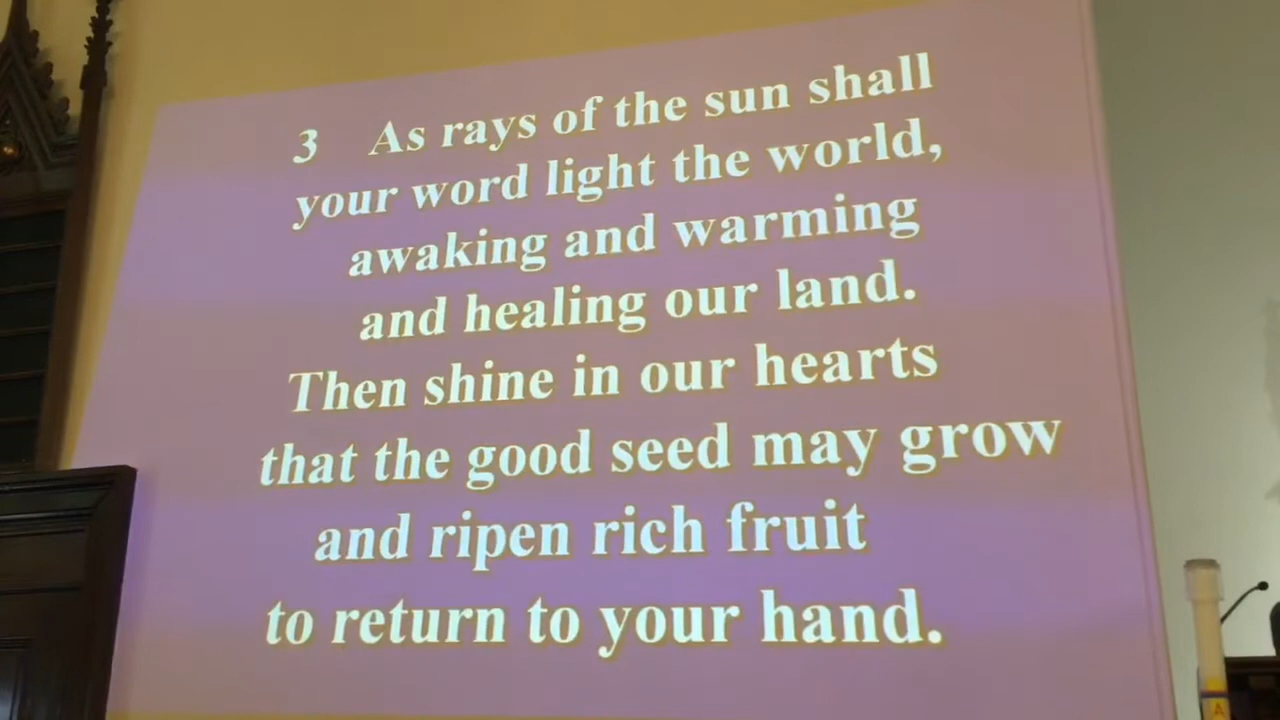 3 As rays of the sun shall
your word light the world,
awaking and warming
and healing our land.
Then shine in our hearts
that the good seed may grow
and ripen rich fruit
to return to your hand.
A